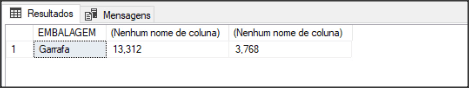 Resultados Mensagens
EMBALAGEM (Nenhum nome de coluna) (Nenhum nome de coluna)
1 Garrafa 13,312 3,768